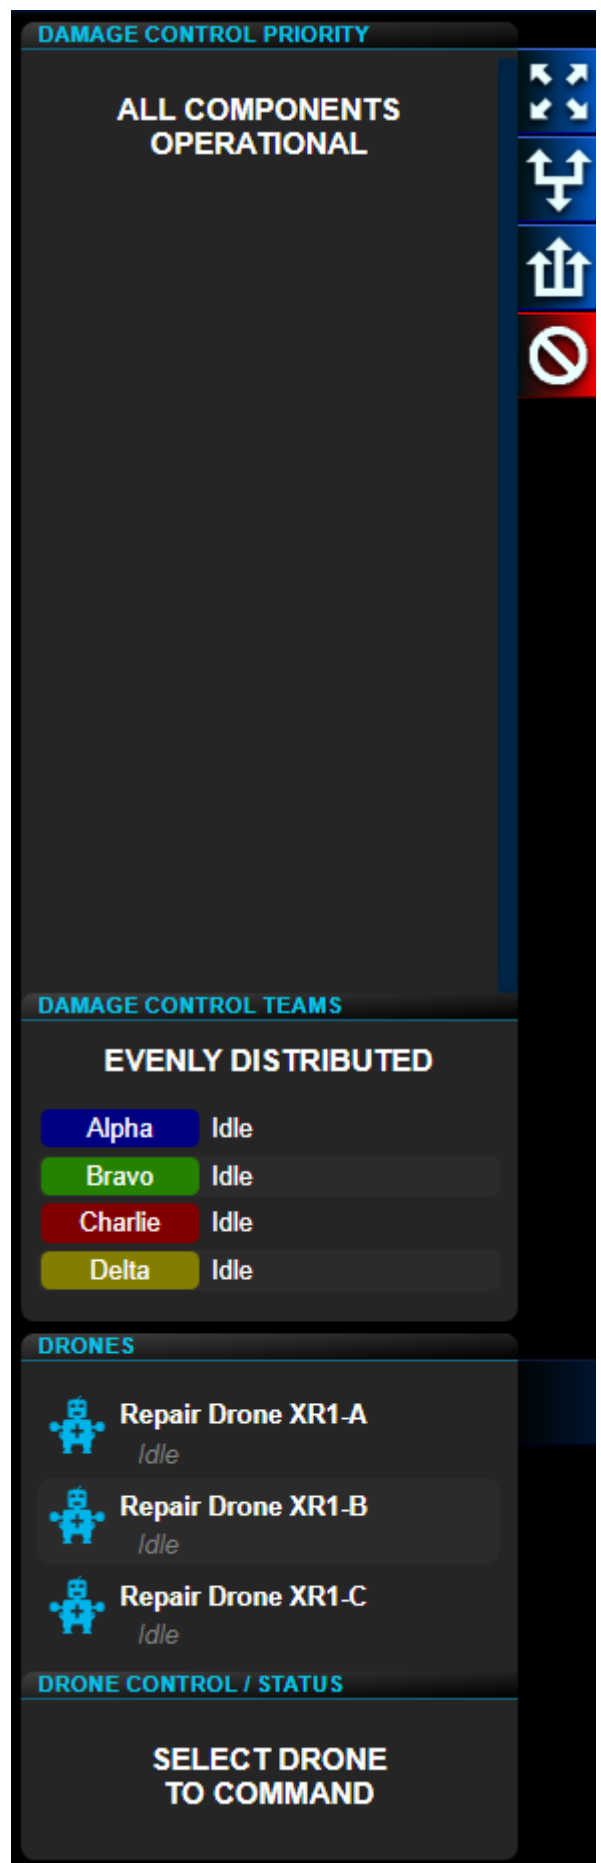 DAMAGE CONTROL PRIORITY
ALL COMPONENTS
OPERATIONAL
DAMAGE CONTROL TEAMS
EVENLY DISTRIBUTED
Alpha Idle
Bravo Idle
Charlie Idle
Delta Idle
DRONES
Repair Drone XR1-A
Idle
Repair Drone XR1-B
Idle
Repair Drone XR1-C
Idle
DRONE CONTROL / STATUS
SELECT DRONE
TO COMMAND